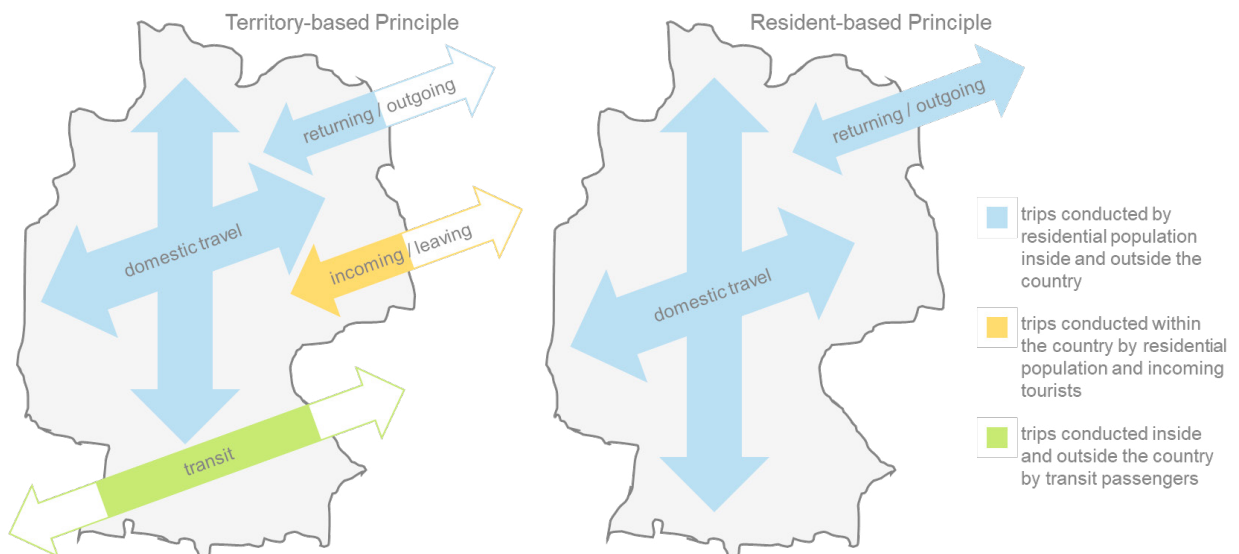 Territory-based Principle
returning / outgoing
domestic travel
incoming / leaving
transit
Resident-based Principle
returning / outgoing
domestic travel
trips conducted by
residential population
inside and outside the
country
trips conducted within
the country by residential
population and incoming
tourists
trips conducted inside
and outside the country
by transit passengers